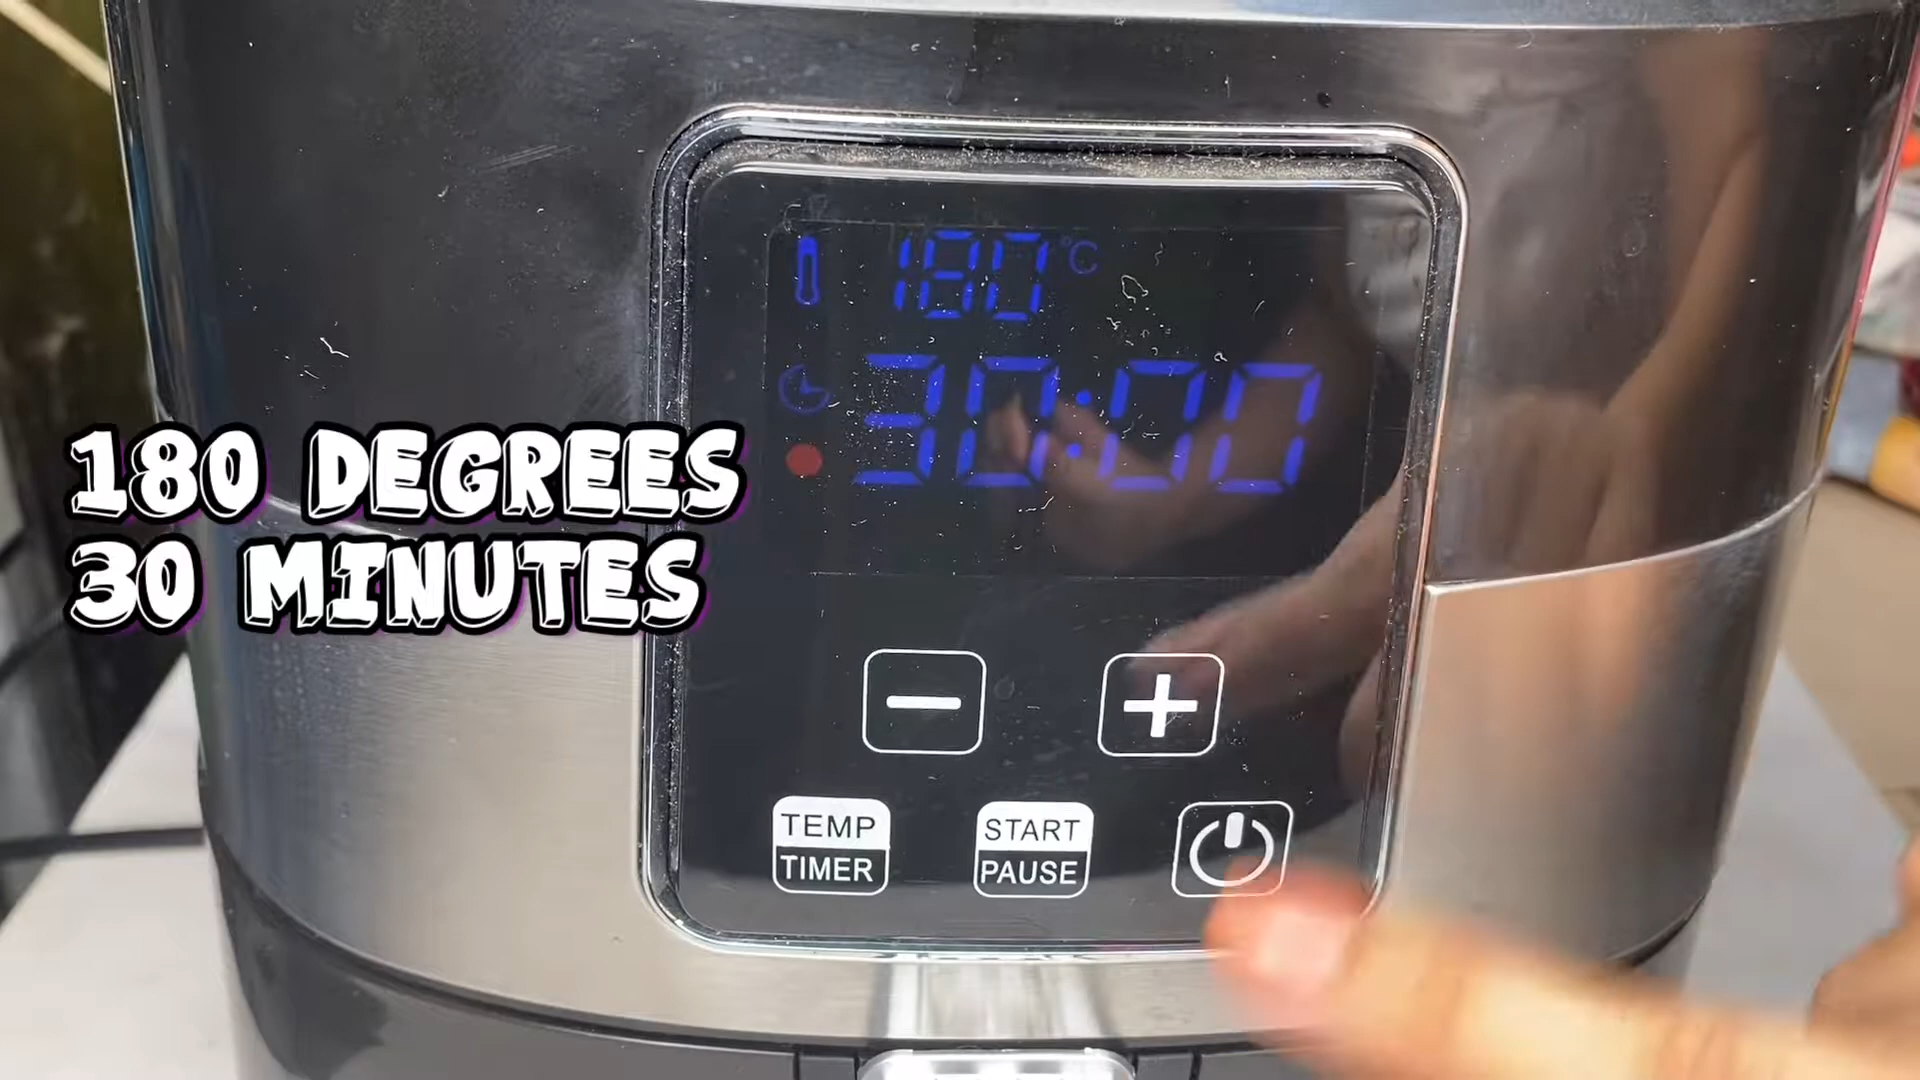 180 °C
30:00
180 DEGREES
30 MINUTES
TEMP
TIMER
START
PAUSE